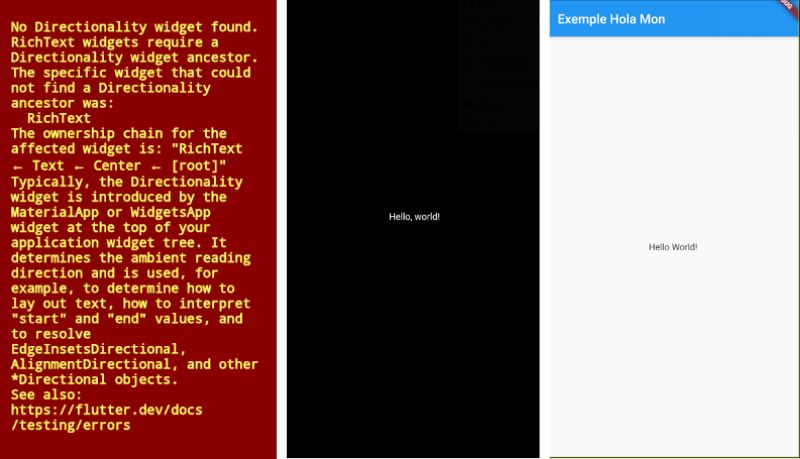 No Directionality widget found.
RichText widgets require a
Directionality widget ancestor.
The specific widget that could
not find a Directionality
ancestor was:
RichText
The ownership chain for the
affected widget is: "RichText
← Text ← Center ← [root]"
Typically, the Directionality
widget is introduced by the
MaterialApp or WidgetsApp
widget at the top of your
application widget tree. It
determines the ambient reading
direction and is used, for
example, to determine how to
lay out text, how to interpret
"start" and "end" values, and
to resolve
EdgeInsetsDirectional,
AlignmentDirectional, and other
*Directional objects.
See also:
https://flutter.dev/docs
/testing/errors
Hello, world!
Exemple Hola Mon
Hello World!